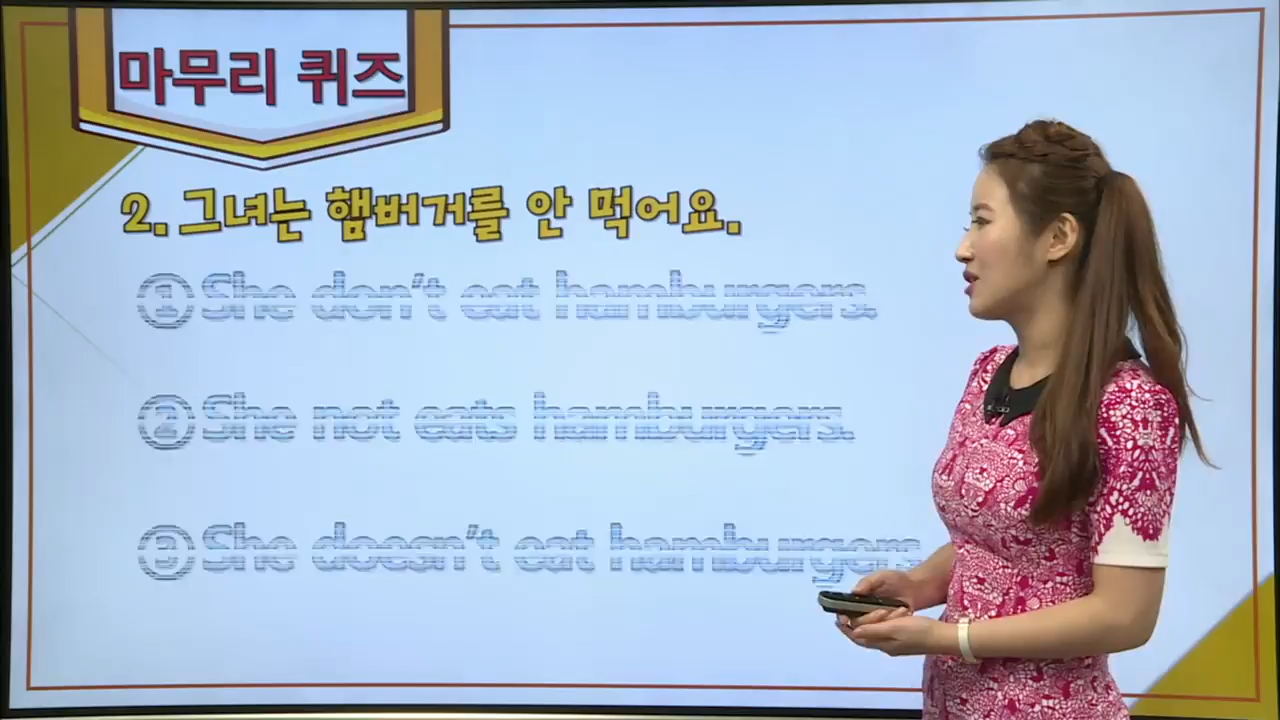 마무리 퀴즈
2. 그녀는 햄버거를 안 먹어요.
① She don't eat hamburgers.
② She not eats hamburgers.
③ She doesn't eat hamburgers